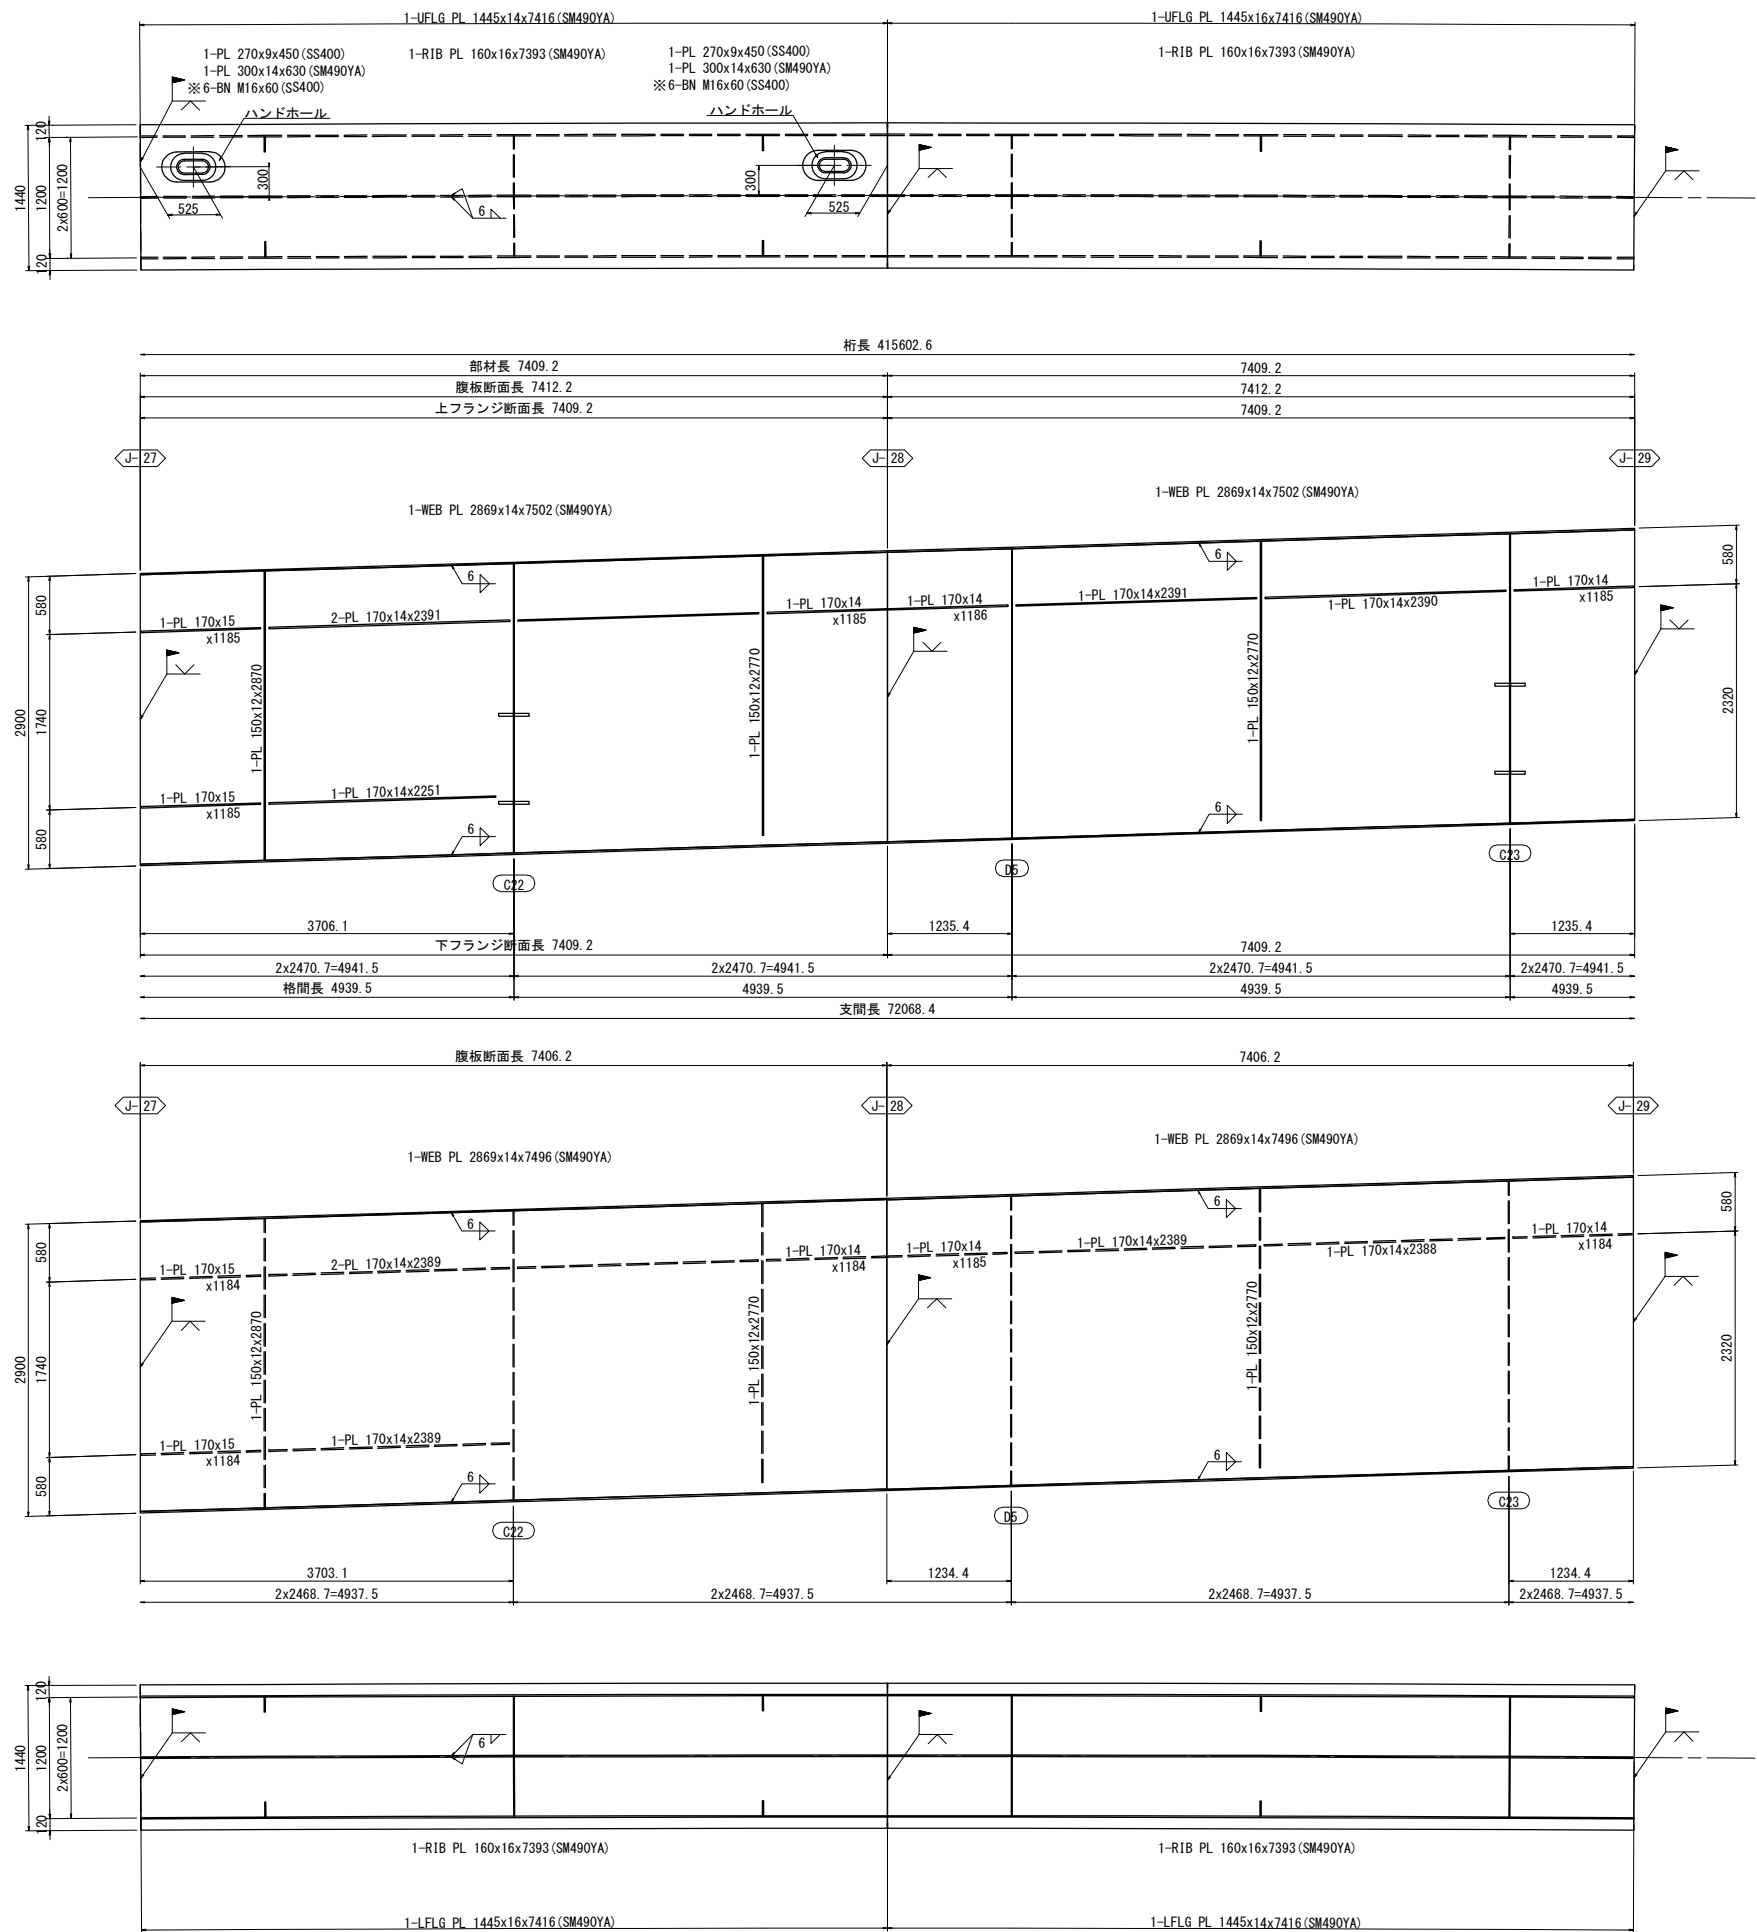 1-UFLG PL 1445x14x7416(SM490YA)
1-UFLG PL 1445x16x7416(SM490YA)
1-PL 270x9x450(SS400)
1-PL 300x14x630(SM490YA)
※6-BN M16x60(SS400)
ハンドホール
1-RIB PL 160x16x7393(SM490YA)
1-PL 270x9x450(SS400)
1-PL 300x14x630(SM490YA)
※6-BN M16x60(SS400)
ハンドホール
1-RIB PL 160x16x7393(SM490YA)
1440
120
1200
120
2x600=1200
525
300
6
525
300
桁長 415602.6
部材長 7409.2
7409.2
腹板断面長 7412.2
7412.2
上フランジ断面長 7409.2
7409.2
J-27
J-28
J-29
1-WEB PL 2869x14x7502(SM490YA)
1-WEB PL 2869x14x7502(SM490YA)
2900
580
1740
580
580
2320
6
6
1-PL 170x15
x1185
2-PL 170x14x2391
1-PL 170x14
x1185
1-PL 170x14
x1186
1-PL 170x14x2391
1-PL 170x14x2390
1-PL 170x14
x1185
1-PL 150x12x2870
1-PL 150x12x2770
1-PL 150x12x2770
1-PL 170x15
x1185
1-PL 170x14x2251
6
6
C22
D5
C23
3706.1
1235.4
1235.4
下フランジ断面長 7409.2
7409.2
2x2470.7=4941.5
2x2470.7=4941.5
2x2470.7=4941.5
2x2470.7=4941.5
格間長 4939.5
4939.5
4939.5
4939.5
支間長 72068.4
腹板断面長 7406.2
7406.2
J-27
J-28
J-29
1-WEB PL 2869x14x7496(SM490YA)
1-WEB PL 2869x14x7496(SM490YA)
2900
580
1740
580
580
2320
6
6
1-PL 170x15
x1184
2-PL 170x14x2389
1-PL 170x14
x1184
1-PL 170x14
x1185
1-PL 170x14x2389
1-PL 170x14x2388
1-PL 170x14
x1184
1-PL 150x12x2870
1-PL 150x12x2770
1-PL 150x12x2770
1-PL 170x15
x1184
1-PL 170x14x2389
6
6
C22
D5
C23
3703.1
1234.4
1234.4
2x2468.7=4937.5
2x2468.7=4937.5
2x2468.7=4937.5
2x2468.7=4937.5
1440
120
1200
120
2x600=1200
6
1-RIB PL 160x16x7393(SM490YA)
1-RIB PL 160x16x7393(SM490YA)
1-LFLG PL 1445x16x7416(SM490YA)
1-LFLG PL 1445x14x7416(SM490YA)